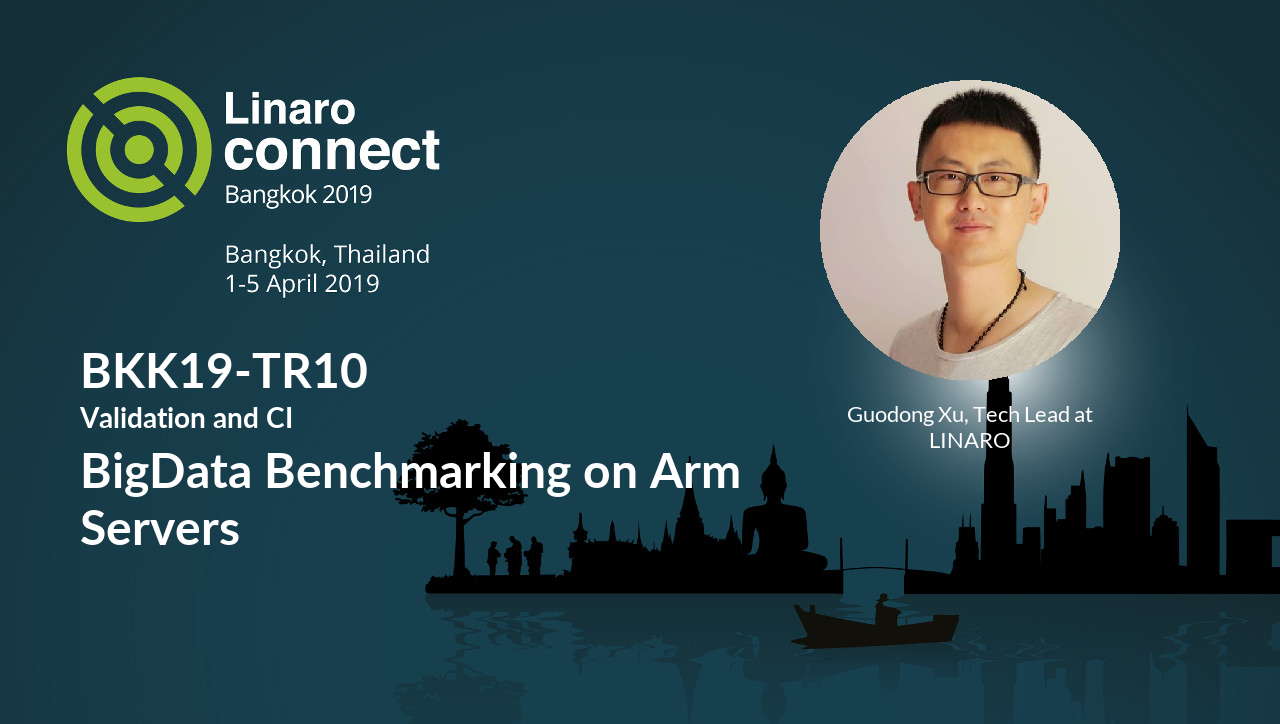 Linaro
connect
Bangkok 2019
Bangkok, Thailand
1-5 April 2019
BKK19-TR10
Validation and CI
BigData Benchmarking on Arm
Servers
Guodong Xu, Tech Lead at
LINARO